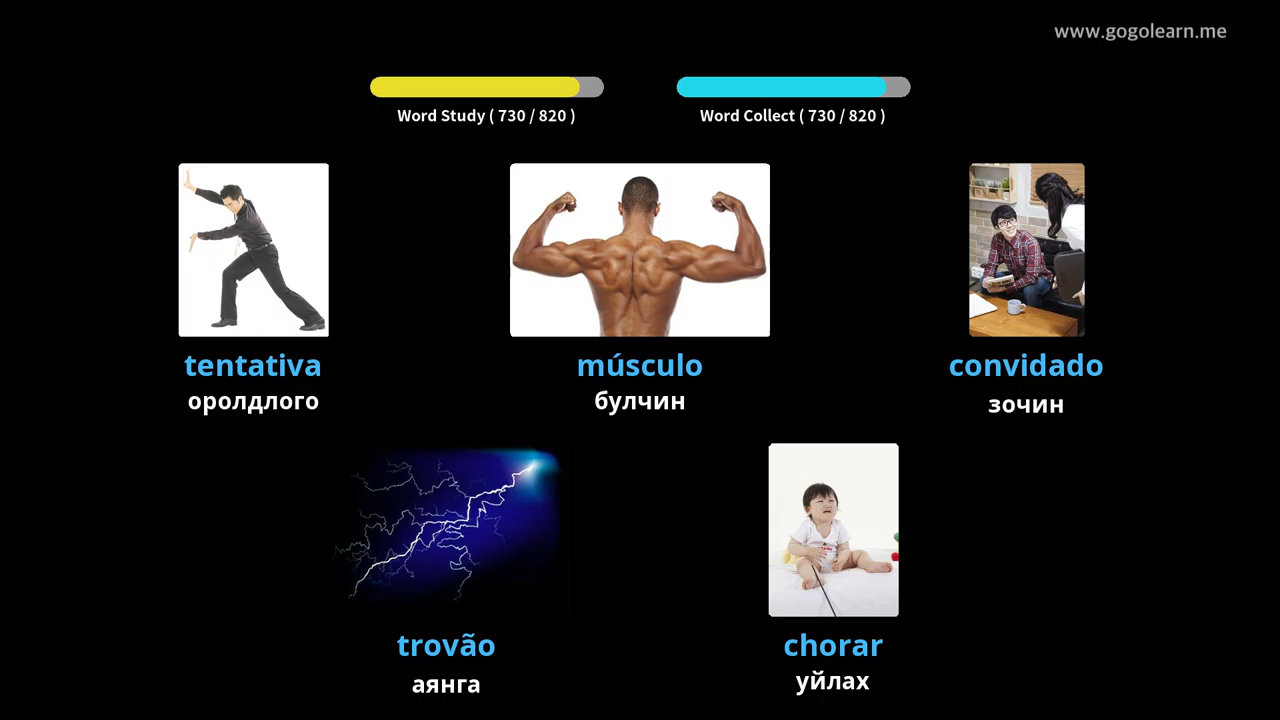 www.gogolearn.me
Word Study ( 730 / 820 )
Word Collect ( 730 / 820 )
tentativa
оролдлого
músculo
булчин
convidado
зочин
trovão
аянга
chorar
уйлах